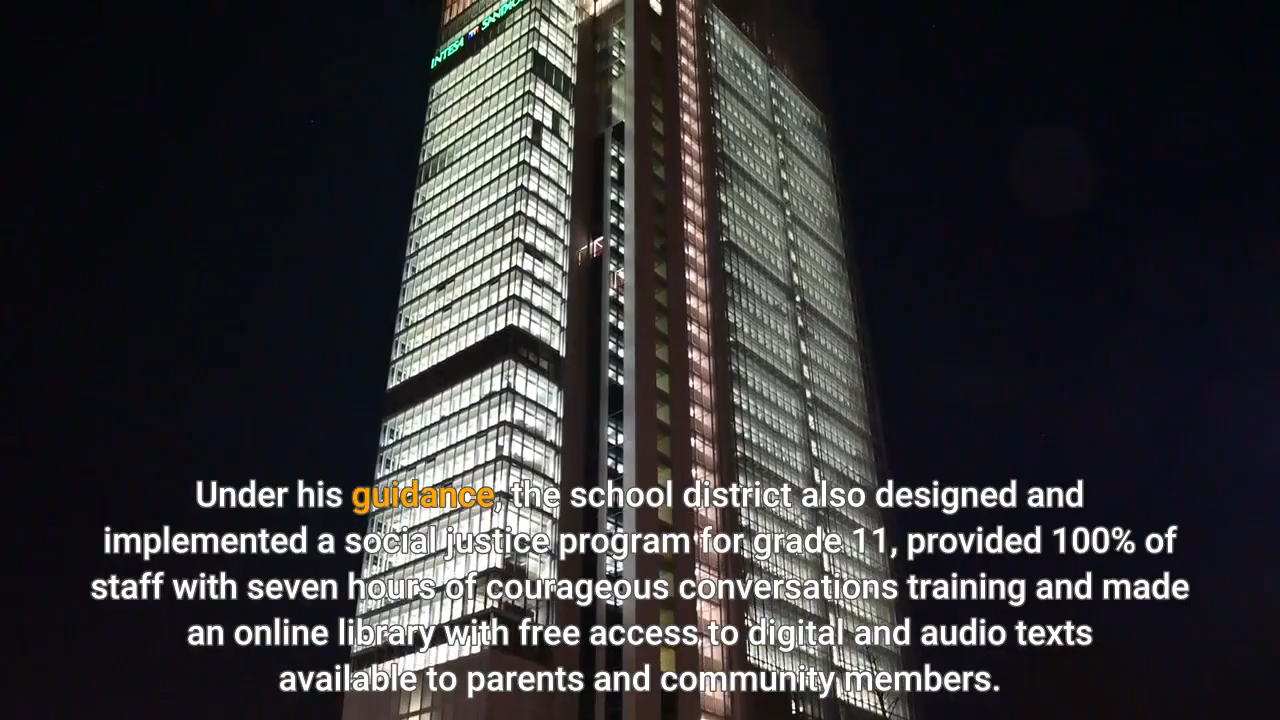 INTESA SANPAOLO
Under his guidance, the school district also designed and
implemented a social justice program for grade 11, provided 100% of
staff with seven hours of courageous conversations training and made
an online library with free access to digital and audio texts
available to parents and community members.